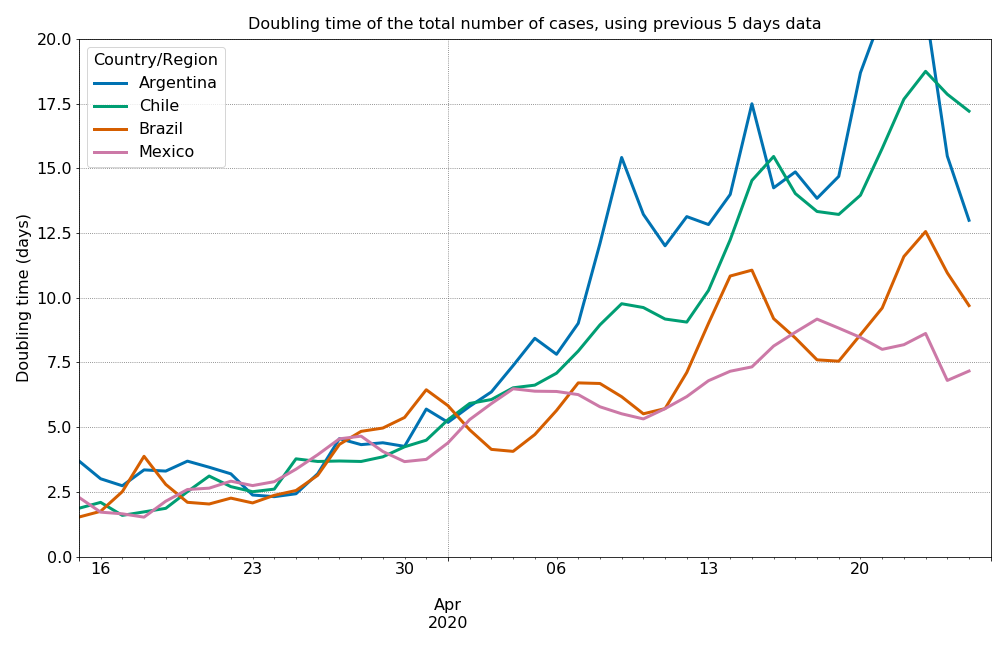 Doubling time of the total number of cases, using previous 5 days data
Country/Region
Argentina
Chile
Brazil
Mexico
Doubling time (days)
20.0
17.5
15.0
12.5
10.0
7.5
5.0
2.5
0.0
16 23 30 06 13 20
Apr
2020